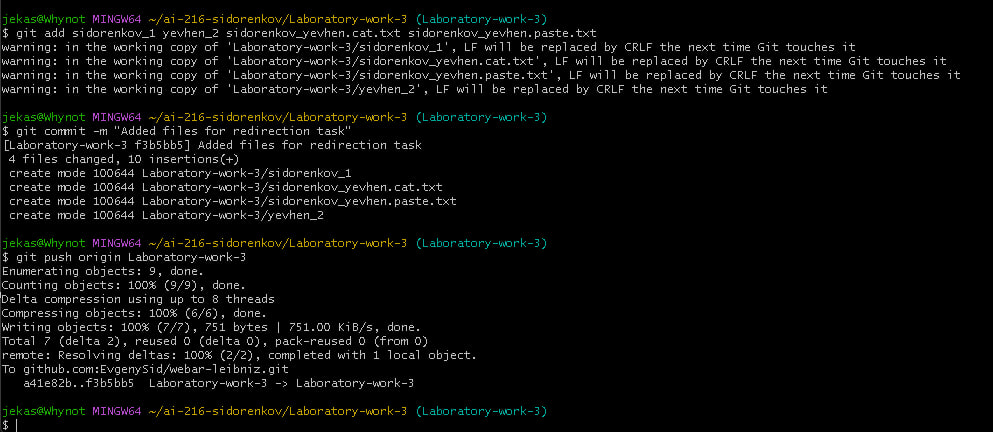 jekas@Whynot MINGW64 ~/ai-216-sidorenkov/Laboratory-work-3 (Laboratory-work-3)
$ git add sidorenkov_1 yevhen_2 sidorenkov_yevhen.cat.txt sidorenkov_yevhen.paste.txt
warning: in the working copy of 'Laboratory-work-3/sidorenkov_1', LF will be replaced by CRLF the next time Git touches it
warning: in the working copy of 'Laboratory-work-3/sidorenkov_yevhen.cat.txt', LF will be replaced by CRLF the next time Git touches it
warning: in the working copy of 'Laboratory-work-3/sidorenkov_yevhen.paste.txt', LF will be replaced by CRLF the next time Git touches it
warning: in the working copy of 'Laboratory-work-3/yevhen_2', LF will be replaced by CRLF the next time Git touches it
jekas@Whynot MINGW64 ~/ai-216-sidorenkov/Laboratory-work-3 (Laboratory-work-3)
$ git commit -m "Added files for redirection task"
[Laboratory-work-3 f3b5bb5] Added files for redirection task
4 files changed, 10 insertions(+)
create mode 100644 Laboratory-work-3/sidorenkov_1
create mode 100644 Laboratory-work-3/sidorenkov_yevhen.cat.txt
create mode 100644 Laboratory-work-3/sidorenkov_yevhen.paste.txt
create mode 100644 Laboratory-work-3/yevhen_2
jekas@Whynot MINGW64 ~/ai-216-sidorenkov/Laboratory-work-3 (Laboratory-work-3)
$ git push origin Laboratory-work-3
Enumerating objects: 9, done.
Counting objects: 100% (9/9), done.
Delta compression using up to 8 threads
Compressing objects: 100% (6/6), done.
Writing objects: 100% (7/7), 751 bytes | 751.00 KiB/s, done.
Total 7 (delta 2), reused 0 (delta 0), pack-reused 0 (from 0)
remote: Resolving deltas: 100% (2/2), completed with 1 local object.
To github.com:EvgenySid/webar-leibniz.git
a41e82b..f3b5bb5  Laboratory-work-3 -> Laboratory-work-3
jekas@Whynot MINGW64 ~/ai-216-sidorenkov/Laboratory-work-3 (Laboratory-work-3)
$